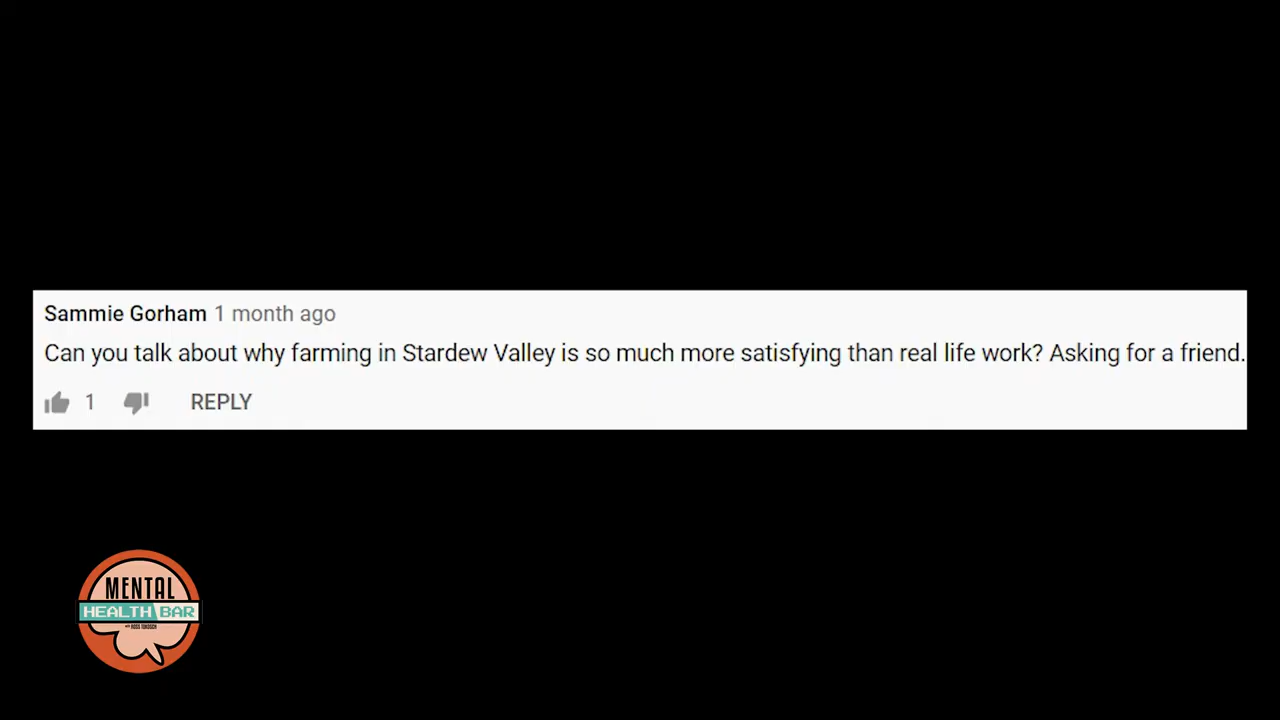 Sammie Gorham 1 month ago
Can you talk about why farming in Stardew Valley is so much more satisfying than real life work? Asking for a friend.
1 REPLY
MENTAL
HEALTH BAR